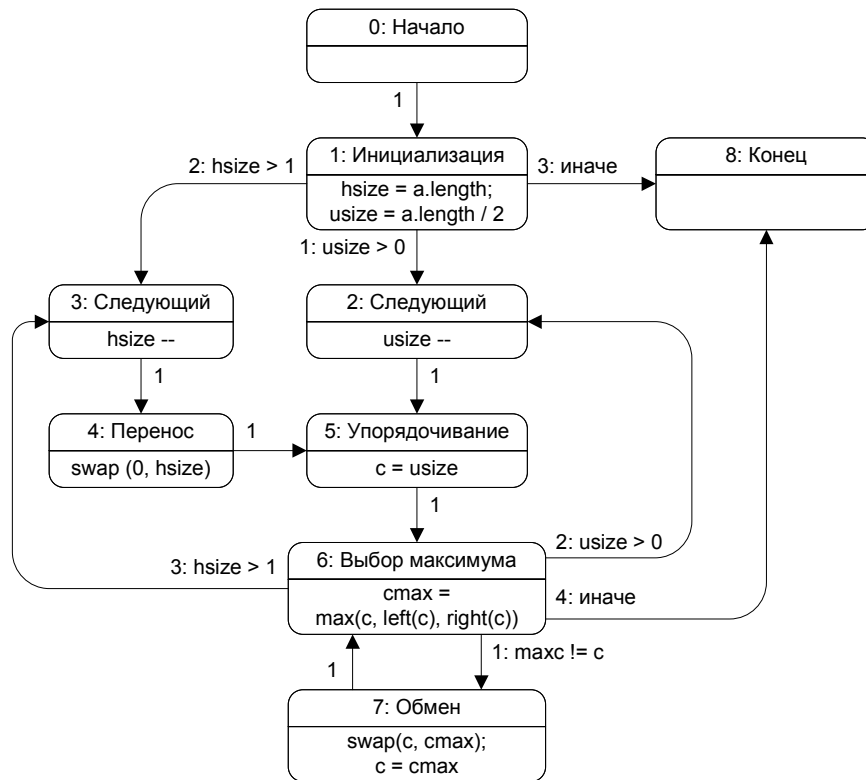 0: Начало
1
1: Инициализация
hsize = a.length;
usize = a.length / 2
2: hsize > 1
3: иначе
8: Конец
1: usize > 0
3: Следующий
hsize --
2: Следующий
usize --
1
1
4: Перенос
swap (0, hsize)
1
5: Упорядочивание
c = usize
1
6: Выбор максимума
cmax =
max(c, left(c), right(c))
3: hsize > 1
2: usize > 0
4: иначе
1
1: maxc != c
7: Обмен
swap(c, cmax);
c = cmax